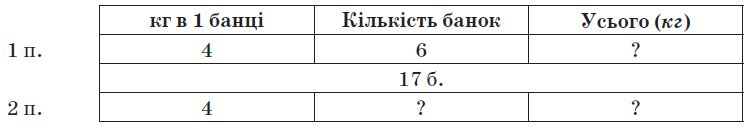 кг в 1 банці Кількість банок Усього (кг)
1 п. 4 6 ?
17 б.
2 п. 4 ? ?